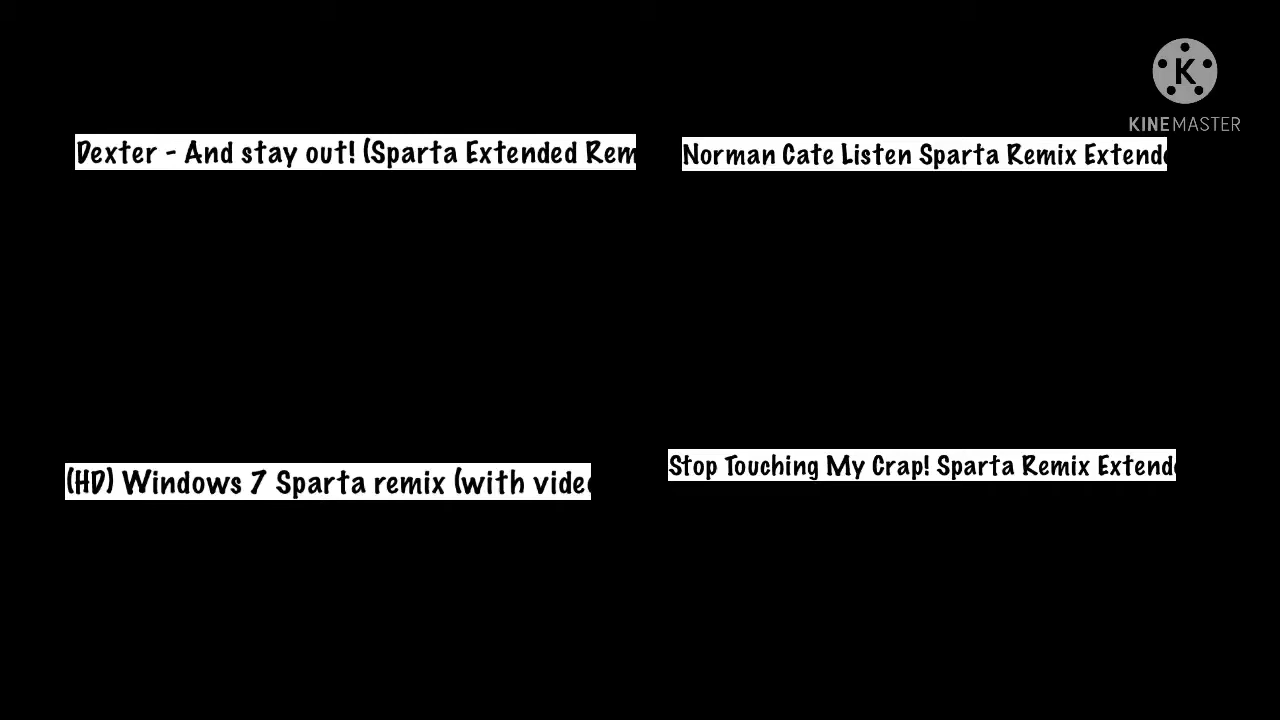 K
KINEMASTER
Dexter - And stay out! (Sparta Extended Rem
Norman Cate Listen Sparta Remix Extende
(HD) Windows 7 Sparta remix (with vide
Stop Touching My Crap! Sparta Remix Extend